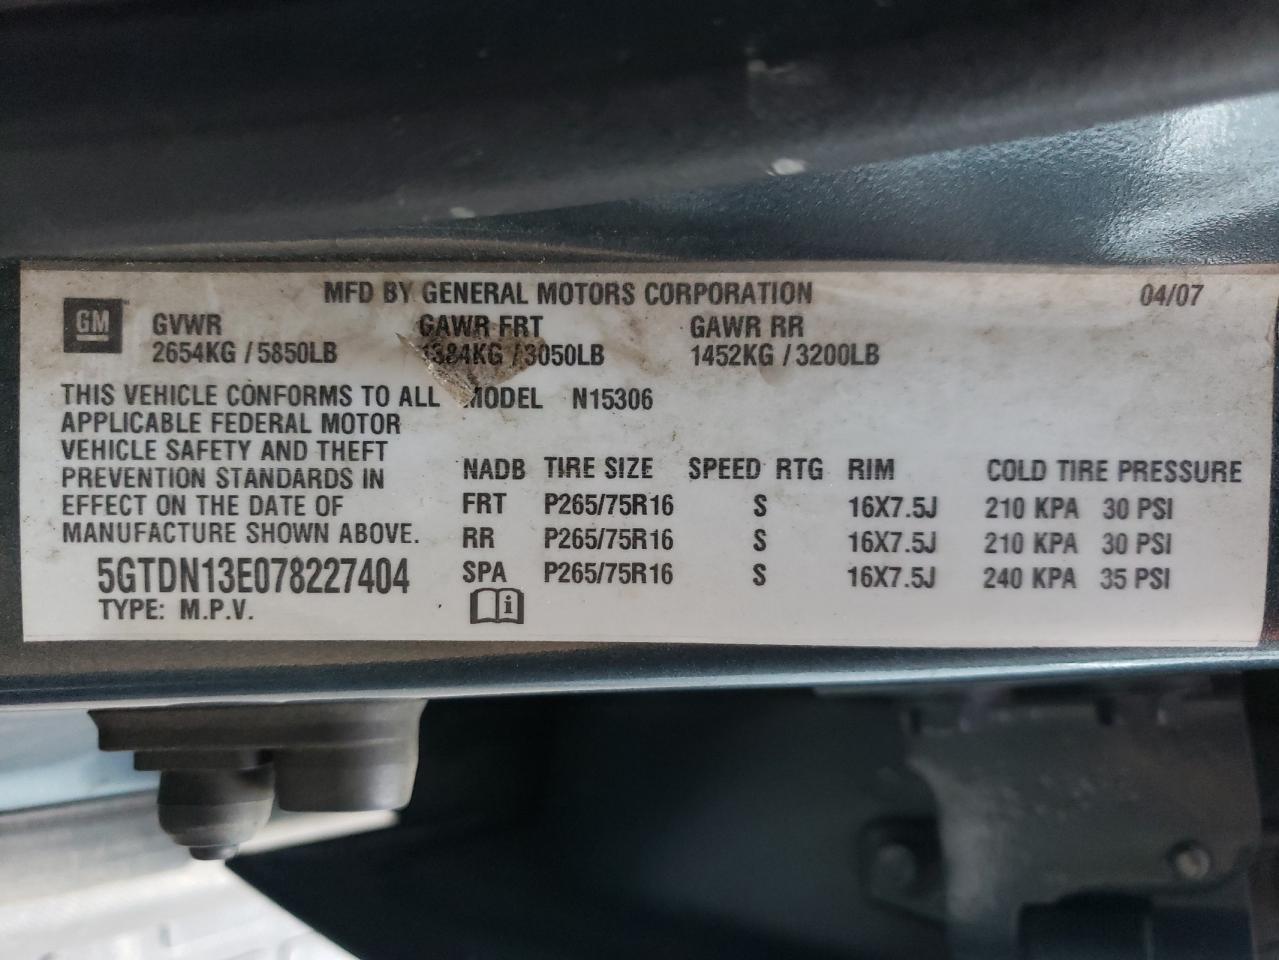 MFD BY GENERAL MOTORS CORPORATION 04/07
GM
GVWR GAWR FRT GAWR RR
2654KG / 5850LB 1384KG / 3050LB 1452KG / 3200LB
THIS VEHICLE CONFORMS TO ALL MODEL N15306
APPLICABLE FEDERAL MOTOR
VEHICLE SAFETY AND THEFT
PREVENTION STANDARDS IN
EFFECT ON THE DATE OF
MANUFACTURE SHOWN ABOVE.
NADB TIRE SIZE SPEED RTG RIM COLD TIRE PRESSURE
FRT P265/75R16 S 16X7.5J 210 KPA 30 PSI
RR P265/75R16 S 16X7.5J 210 KPA 30 PSI
SPA P265/75R16 S 16X7.5J 240 KPA 35 PSI
5GTDN13E078227404
TYPE: M.P.V.
i